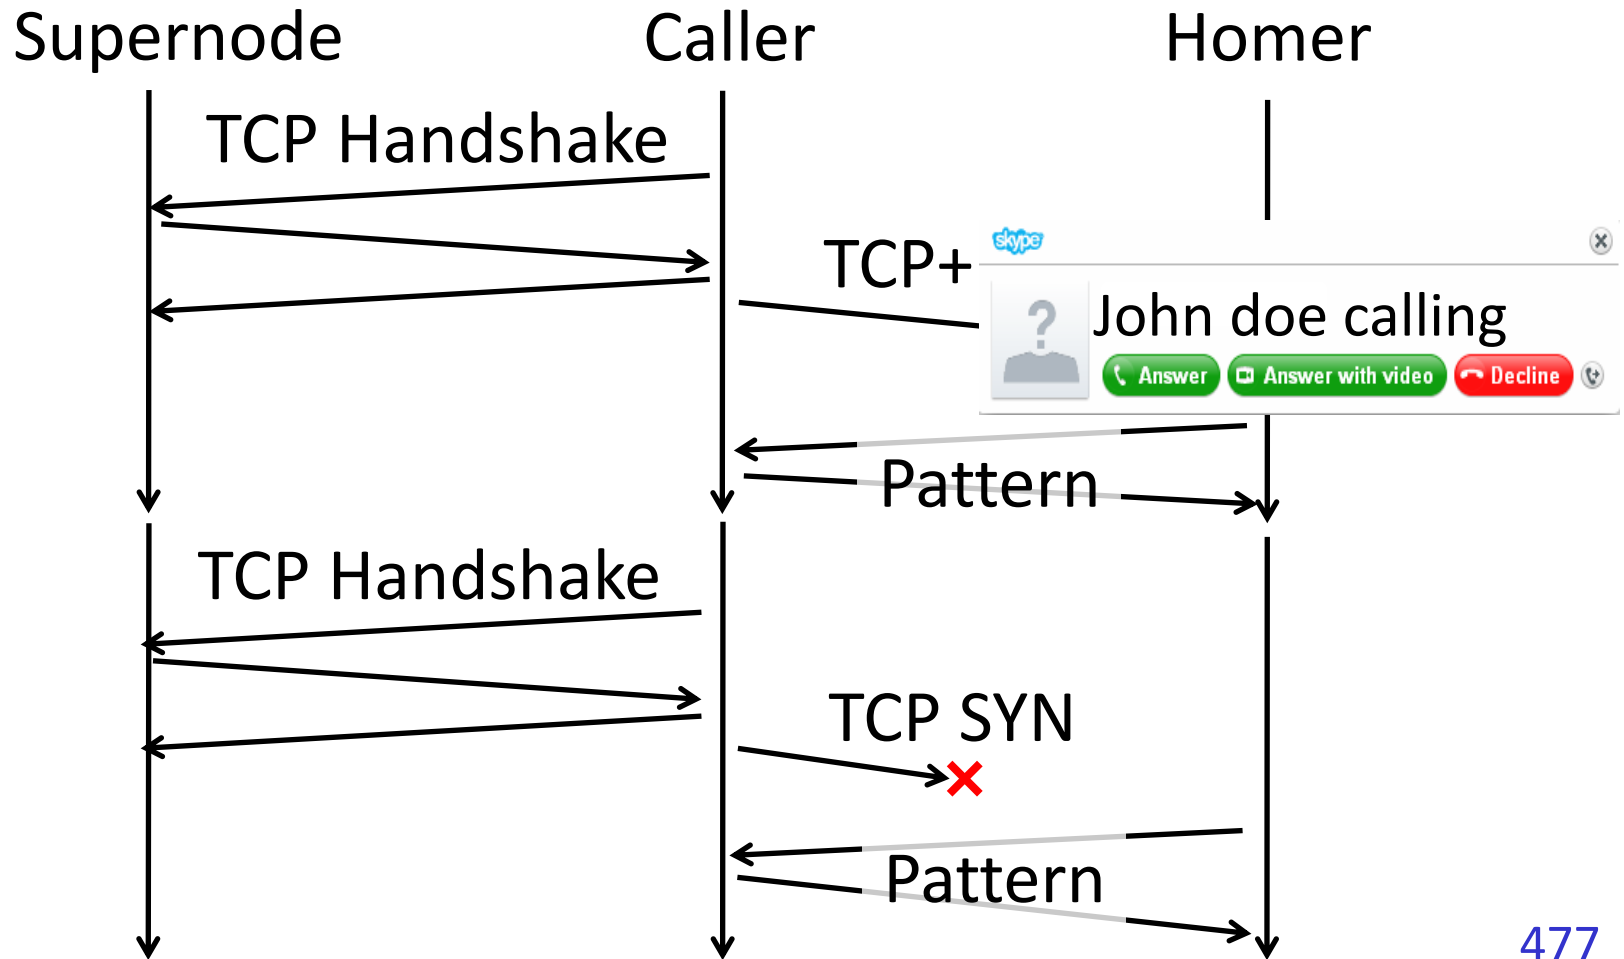 Supernode
Caller
Homer
TCP Handshake
TCP+
skype
John doe calling
Answer
Answer with video
Decline
Pattern
TCP Handshake
TCP SYN
Pattern
477